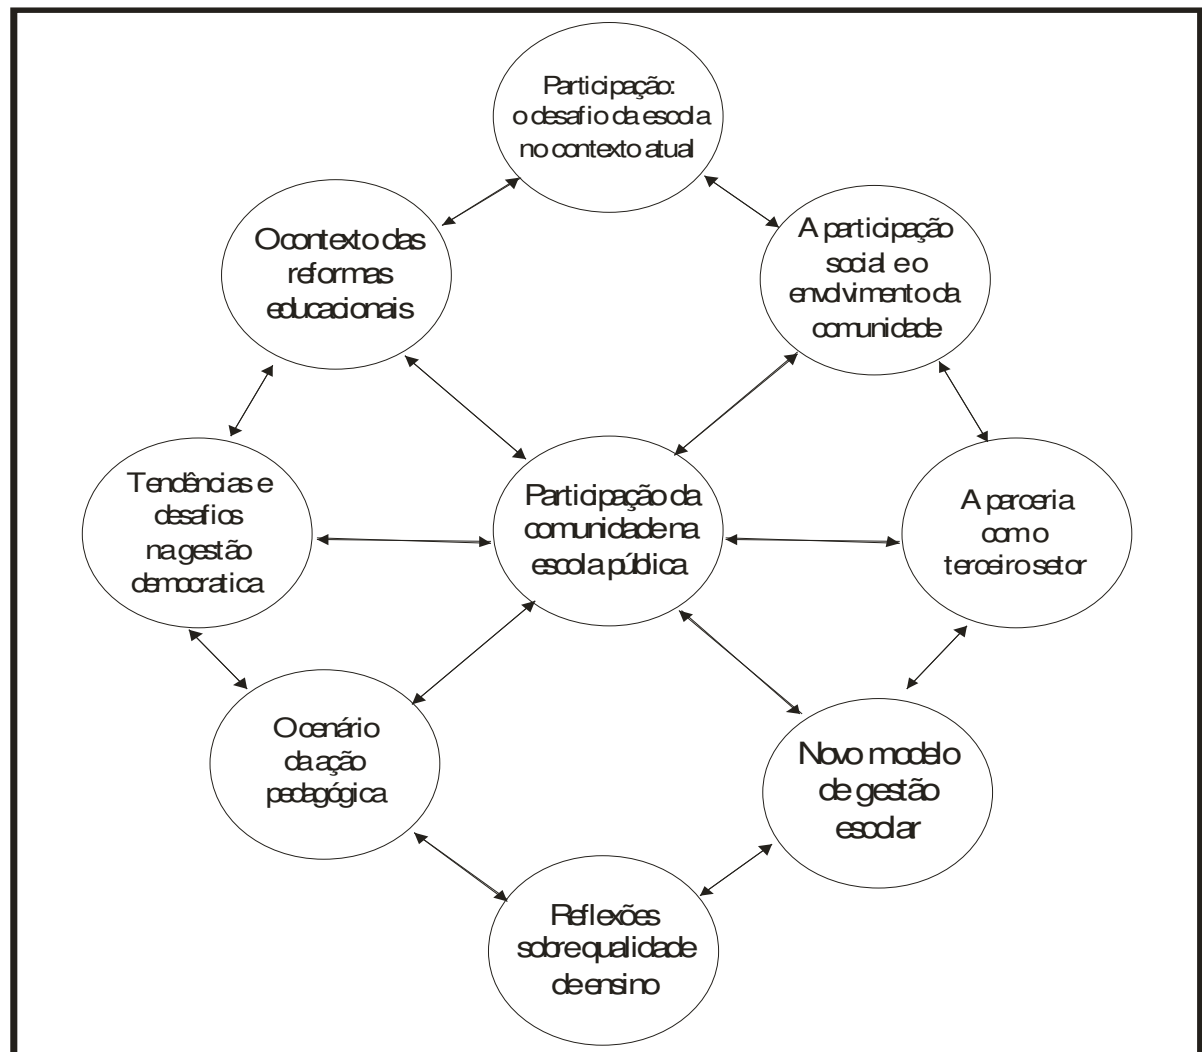 Participação:
o desafio da escola
no contexto atual
O contexto das
reformas
educacionais
A participação
social e o
envolvimento da
comunidade
Tendências e
desafios
na gestão
democratica
Participação da
comunidade na
escola pública
A parceria
com o
terceiro setor
O cenário
da ação
pedagógica
Novo modelo
de gestão
escolar
Reflexões
sobre qualidade
de ensino